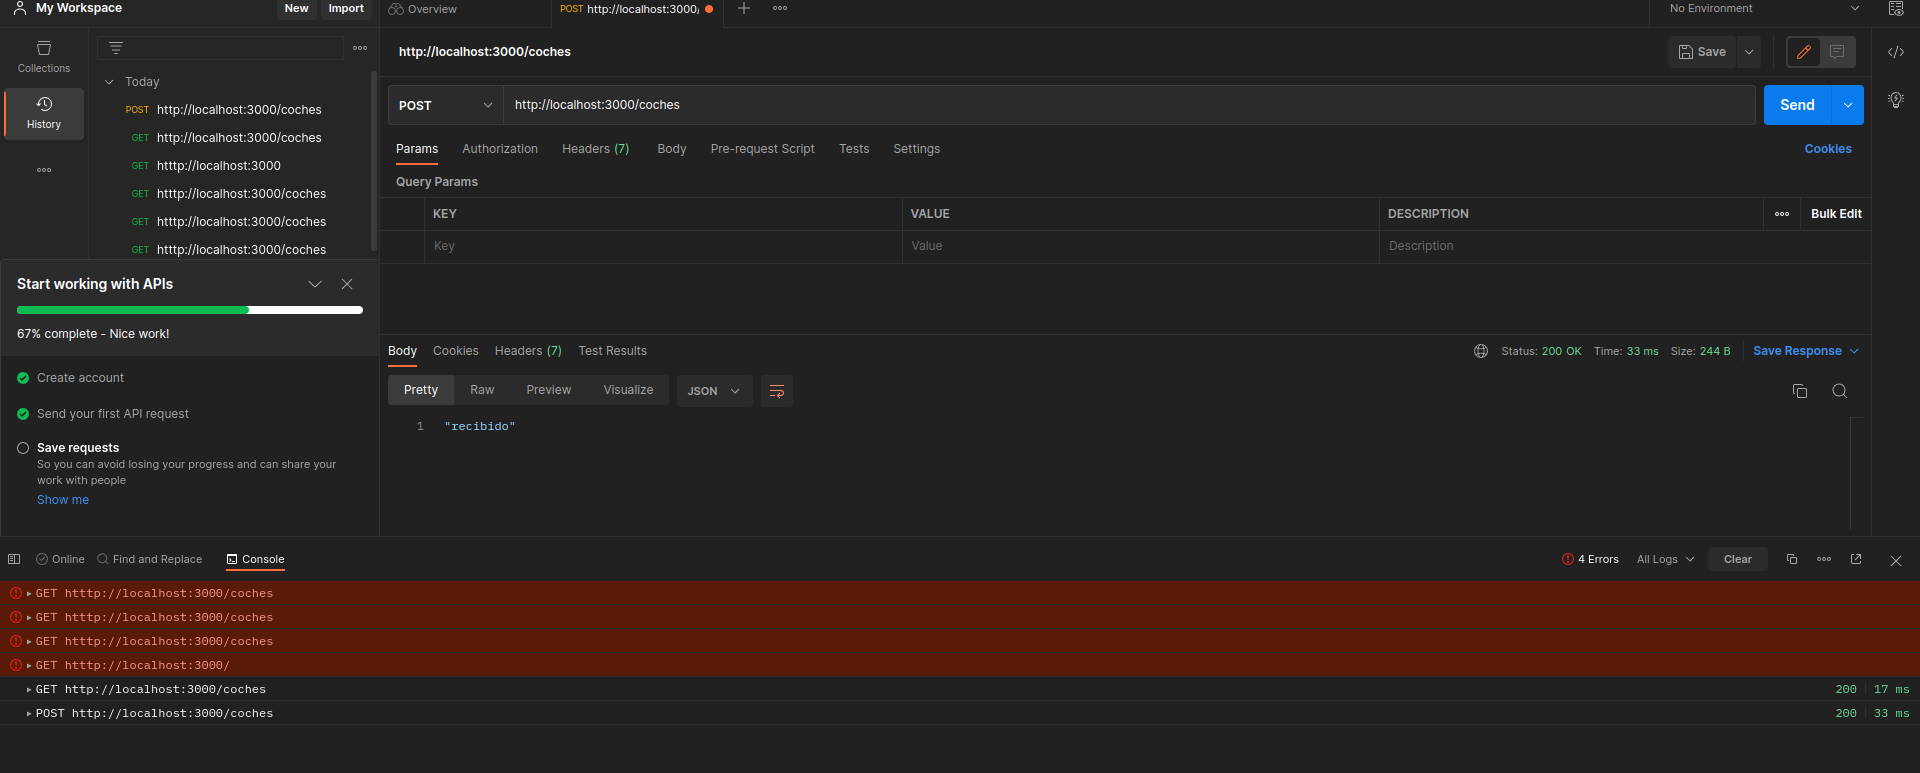 My Workspace
New
Import
Overview
POST http://localhost:3000/
No Environment
Collections
History
Today
POST http://localhost:3000/coches
GET http://localhost:3000/coches
GET htttp://localhost:3000
GET htttp://localhost:3000/coches
GET htttp://localhost:3000/coches
GET htttp://localhost:3000/coches
http://localhost:3000/coches
Save
POST
http://localhost:3000/coches
Send
Params Authorization Headers (7) Body Pre-request Script Tests Settings
Cookies
Query Params
KEY VALUE DESCRIPTION
Bulk Edit
Key Value Description
Start working with APIs
67% complete - Nice work!
Create account
Send your first API request
Save requests
So you can avoid losing your progress and can share your
work with people
Show me
Body Cookies Headers (7) Test Results
Status: 200 OK Time: 33 ms Size: 244 B
Save Response
Pretty Raw Preview Visualize JSON
1 "recibido"
Online Find and Replace Console
4 Errors All Logs Clear
GET htttp://localhost:3000/coches
GET htttp://localhost:3000/coches
GET htttp://localhost:3000/coches
GET htttp://localhost:3000/
GET http://localhost:3000/coches 200 17 ms
POST http://localhost:3000/coches 200 33 ms